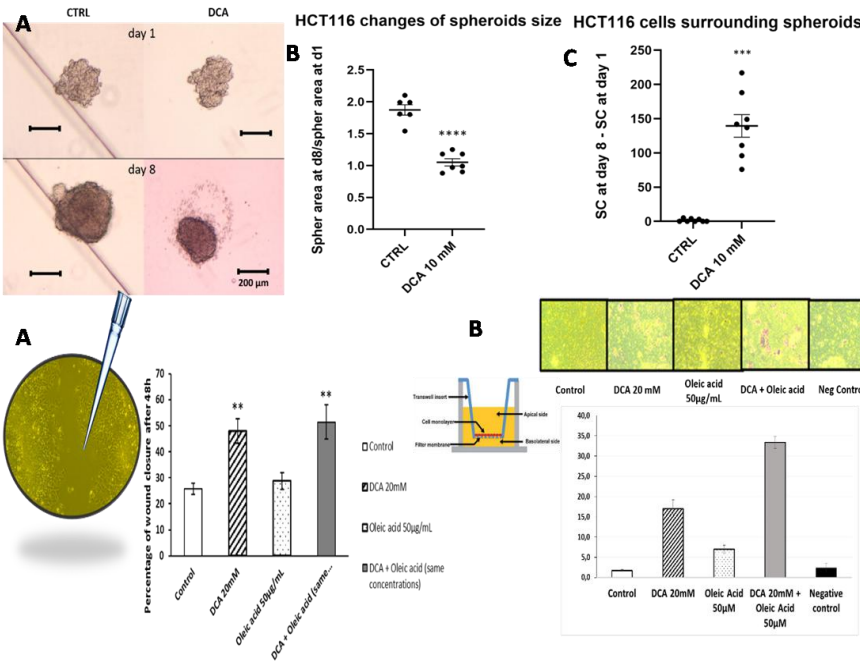 A
CTRL
DCA
day 1
day 8
200 µm
HCT116 changes of spheroids size
B
Spher area at d8/spher area at d1
2.5
2.0
1.5
1.0
0.5
0.0
****
CTRL
DCA 10 mM
HCT116 cells surrounding spheroids
C
SC at day 8 - SC at day 1
250
200
150
100
50
0
***
CTRL
DCA 10 mM
A
Percentage of wound closure after 48h
70
60
50
40
30
20
10
0
**
**
Control
DCA 20mM
Oleic acid 50µg/mL
DCA + Oleic acid (same...
Control
DCA 20mM
Oleic acid 50µg/mL
DCA + Oleic acid (same
concentrations)
B
Transwell insert
Cell monolayer
Filter membrane
Apical side
Basolateral side
Control
DCA 20 mM
Oleic acid
50µg/mL
DCA + Oleic acid
Neg Contro
40,0
35,0
30,0
25,0
20,0
15,0
10,0
5,0
0,0
Control
DCA 20mM
Oleic Acid
50µM
DCA 20mM +
Oleic Acid
50µM
Negative
control